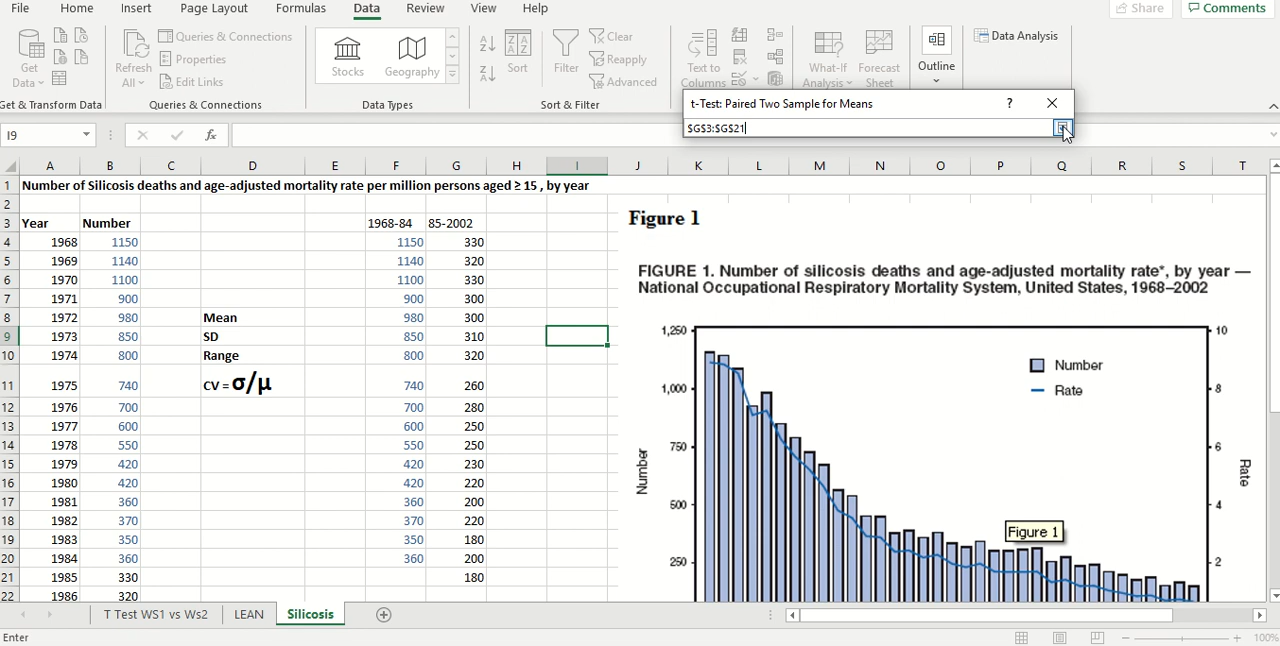 File Home Insert Page Layout Formulas Data Review View Help Share Comments
Get Data
Refresh All
Queries & Connections
Properties
Edit Links
Stocks
Geography
Sort
Filter
Clear
Reapply
Advanced
Text to Columns
What-If Analysis
Forecast Sheet
Outline
Data Analysis
Get & Transform Data Queries & Connections Data Types Sort & Filter
t-Test: Paired Two Sample for Means ? ×
$G$3:$G$21
I9 fx
A B C D E F G H I J K L M N O P Q R S T
1 Number of Silicosis deaths and age-adjusted mortality rate per million persons aged ≥ 15 , by year
2
3 Year Number 1968-84 85-2002
4 1968 1150 1150 330
5 1969 1140 1140 320
6 1970 1100 1100 330
7 1971 900 900 300
8 1972 980 Mean 980 300
9 1973 850 SD 850 310
10 1974 800 Range 800 320
11 1975 740 CV = σ/μ 740 260
12 1976 700 700 280
13 1977 600 600 250
14 1978 550 550 250
15 1979 420 420 230
16 1980 420 420 220
17 1981 360 360 200
18 1982 370 370 220
19 1983 350 350 180
20 1984 360 360 200
21 1985 330 180
22 1986 320
Figure 1
FIGURE 1. Number of silicosis deaths and age-adjusted mortality rate*, by year —
National Occupational Respiratory Mortality System, United States, 1968–2002
1,250 10
Number
Rate
1,000 8
750 6
Number
Rate
500 4
Figure 1
250 2
T Test WS1 vs Ws2 LEAN Silicosis
Enter 100%